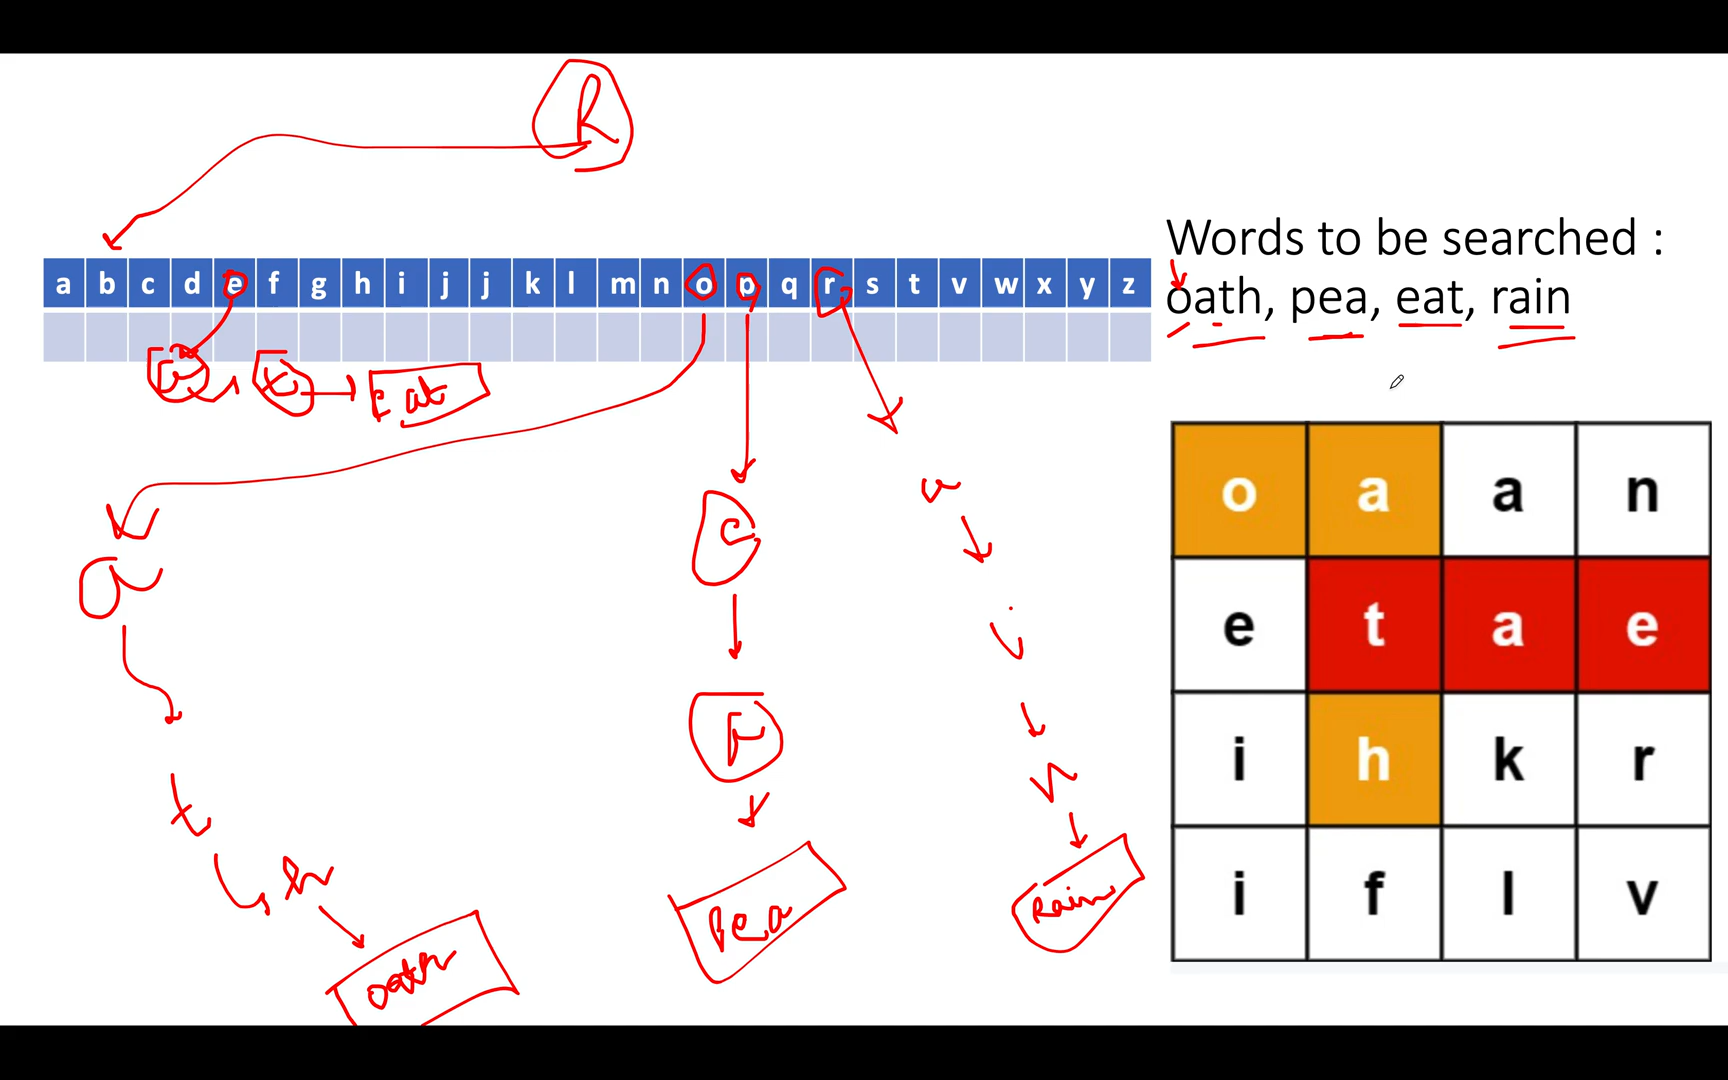 R
a b c d e f g h i j j k l m n o p q r s t v w x y z
Words to be searched :
oath, pea, eat, rain
t
eat
a
t
h
oath
e
pea
a
i
n
Rain
o a a n
e t a e
i h k r
i f l v